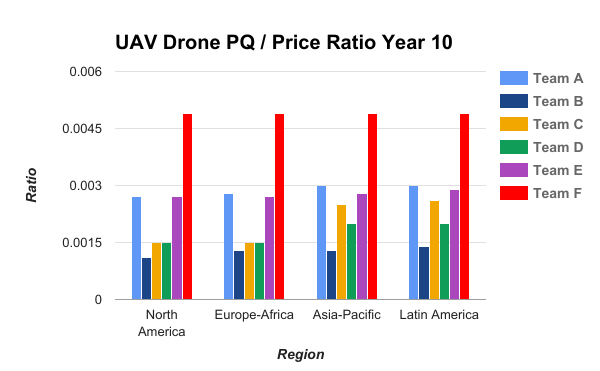 UAV Drone PQ / Price Ratio Year 10
0.006
0.0045
0.003
0.0015
0
Ratio
North
America
Europe-Africa
Asia-Pacific
Latin America
Region
Team A
Team B
Team C
Team D
Team E
Team F